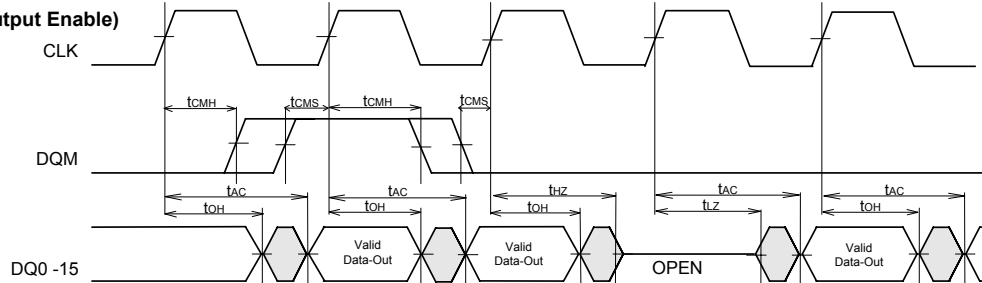 utput Enable)
CLK
tCMH tCMS tCMH tCMS
DQM
tAC tAC tHZ tAC tAC
tOH tOH tOH tLZ tOH
Valid Data-Out Valid Data-Out OPEN Valid Data-Out
DQ0 -15